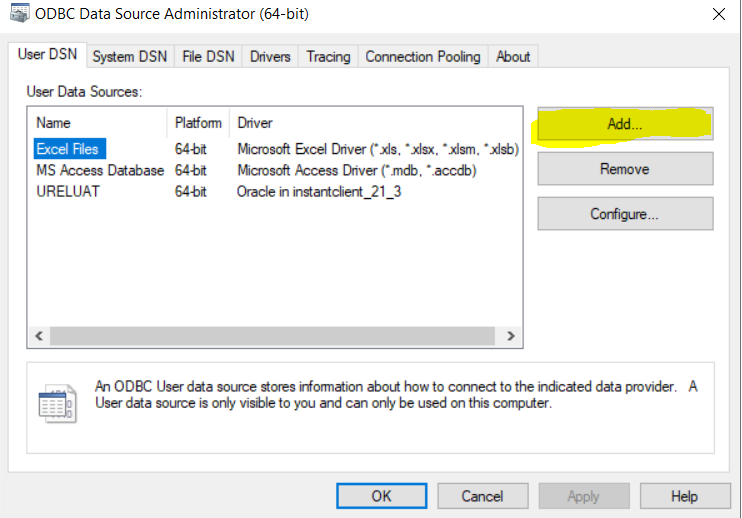 ODBC Data Source Administrator (64-bit)
User DSN System DSN File DSN Drivers Tracing Connection Pooling About
User Data Sources:
Name Platform Driver
Excel Files 64-bit Microsoft Excel Driver (*.xls, *.xlsx, *.xlsm, *.xlsb)
MS Access Database 64-bit Microsoft Access Driver (*.mdb, *.accdb)
URELUAT 64-bit Oracle in instantclient_21_3
Add...
Remove
Configure...
An ODBC User data source stores information about how to connect to the indicated data provider. A
User data source is only visible to you and can only be used on this computer.
OK Cancel Apply Help